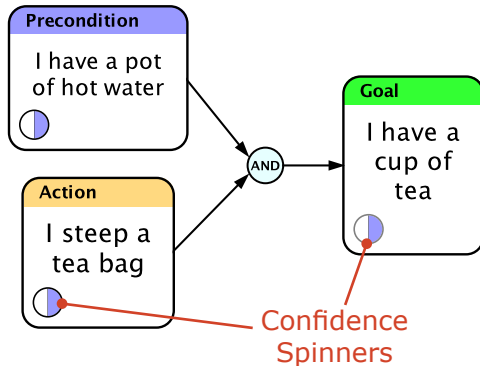 Precondition
I have a pot
of hot water
Action
I steep a
tea bag
AND
Goal
I have a
cup of
tea
Confidence
Spinners